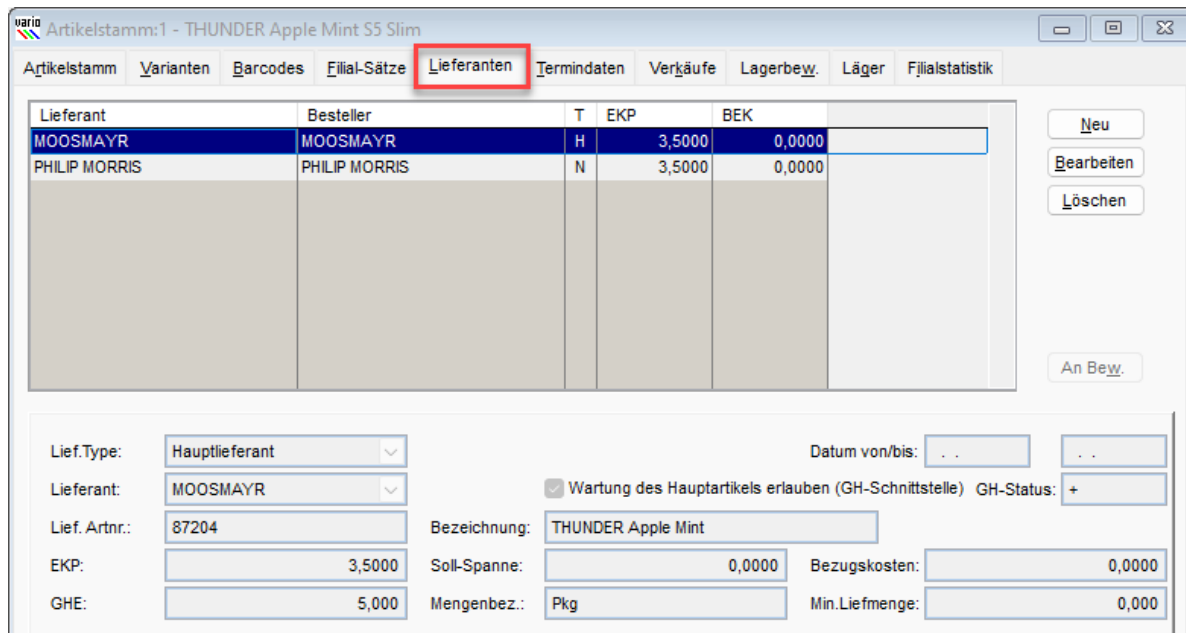 vario Artikelstamm:1 - THUNDER Apple Mint S5 Slim
Artikelstamm Varianten Barcodes Filial-Sätze Lieferanten Termindaten Verkäufe Lagerbew. Läger Filialstatistik
Lieferant Besteller T EKP BEK
MOOSMAYR MOOSMAYR H 3,5000 0,0000
PHILIP MORRIS PHILIP MORRIS N 3,5000 0,0000
Neu
Bearbeiten
Löschen
An Bew.
Lief.Type: Hauptlieferant Datum von/bis: . . . .
Lieferant: MOOSMAYR Wartung des Hauptartikels erlauben (GH-Schnittstelle) GH-Status: +
Lief. Artnr.: 87204 Bezeichnung: THUNDER Apple Mint
EKP: 3,5000 Soll-Spanne: 0,0000 Bezugskosten: 0,0000
GHE: 5,000 Mengenbez.: Pkg Min.Liefmenge: 0,000